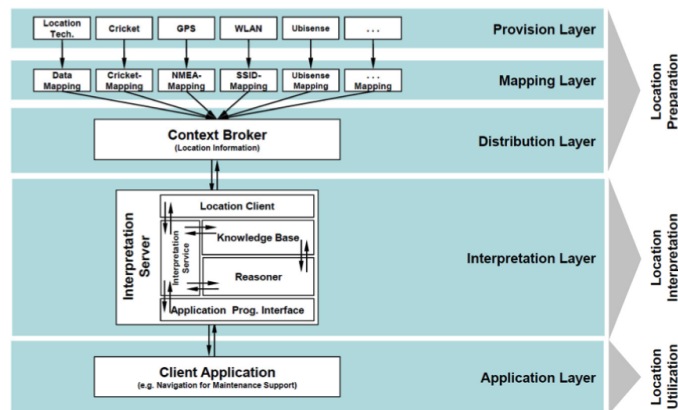 Location
Tech.
Cricket
GPS
WLAN
Ubisense
. . .
Provision Layer
Data
Mapping
Cricket-
Mapping
NMEA-
Mapping
SSID-
Mapping
Ubisense
Mapping
. . .
Mapping
Mapping Layer
Context Broker
(Location Information)
Distribution Layer
Location
Preparation
Interpretation
Server
Location Client
Interpretation
Service
Knowledge Base
Reasoner
Application Prog. Interface
Interpretation Layer
Location
Interpretation
Client Application
(e.g. Navigation for Maintenance Support)
Application Layer
Location
Utilization